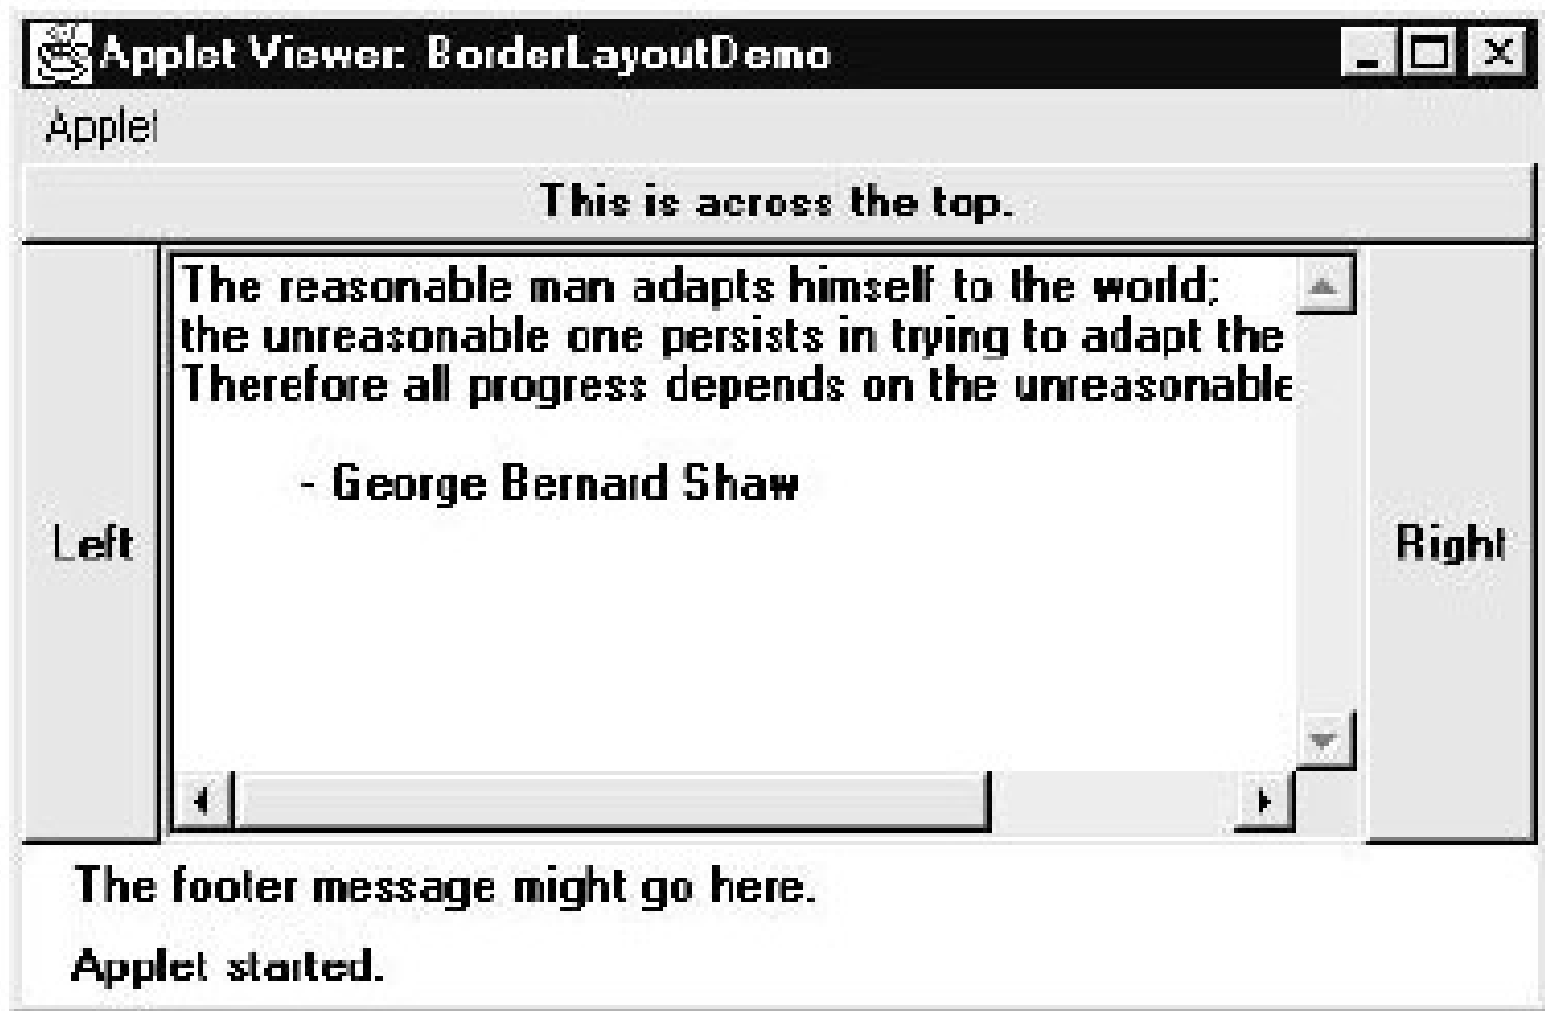 Applet Viewer: BorderLayoutDemo
Applet
This is across the top.
Left
The reasonable man adapts himself to the world;
the unreasonable one persists in trying to adapt the
Therefore all progress depends on the unreasonable
- George Bernard Shaw
Right
The footer message might go here.
Applet started.